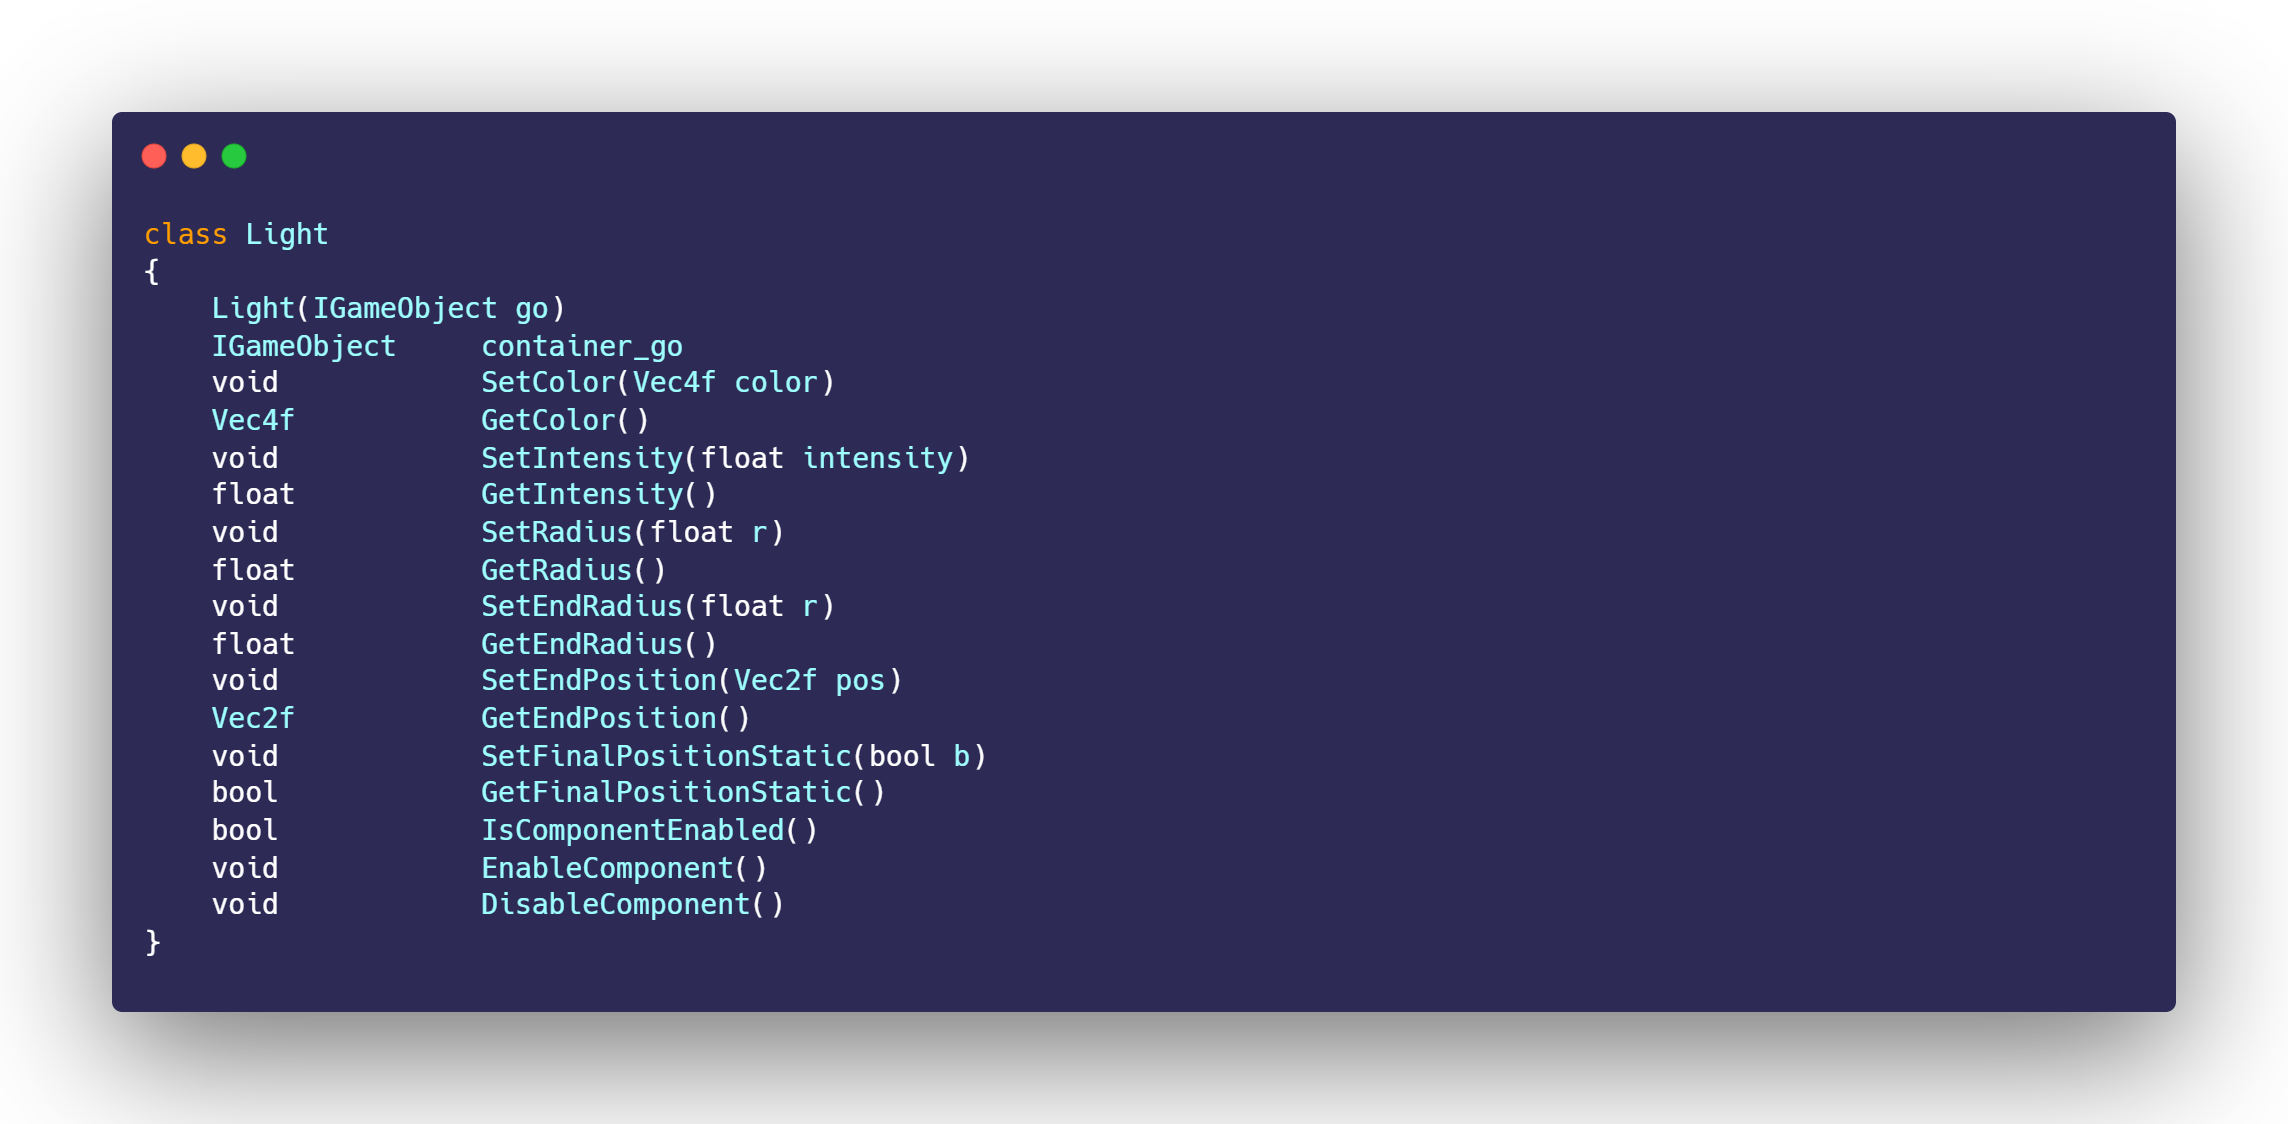 class Light
{
    Light(IGameObject go)
    IGameObject     container_go
    void            SetColor(Vec4f color)
    Vec4f           GetColor()
    void            SetIntensity(float intensity)
    float           GetIntensity()
    void            SetRadius(float r)
    float           GetRadius()
    void            SetEndRadius(float r)
    float           GetEndRadius()
    void            SetEndPosition(Vec2f pos)
    Vec2f           GetEndPosition()
    void            SetFinalPositionStatic(bool b)
    bool            GetFinalPositionStatic()
    bool            IsComponentEnabled()
    void            EnableComponent()
    void            DisableComponent()
}